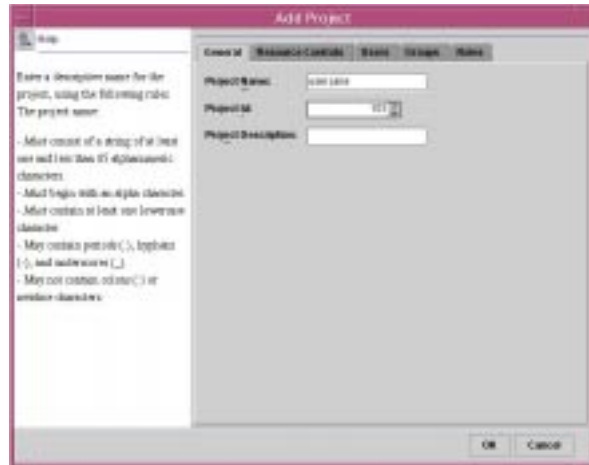 Add Project
Help
General Resource Controls Users Groups Roles
Enter a descriptive name for the
project, using the following rules.
The project name:
- Must consist of a string of at least
one and less than alphanumeric
characters
- Must begin with an alpha character
- Must contain at least one lowercase
character
- May contain periods (.), hyphens
(-), and underscores (_)
- May not contain colons (:) or
newline characters
Project Name:
Project Id:
Project Description:
OK Cancel